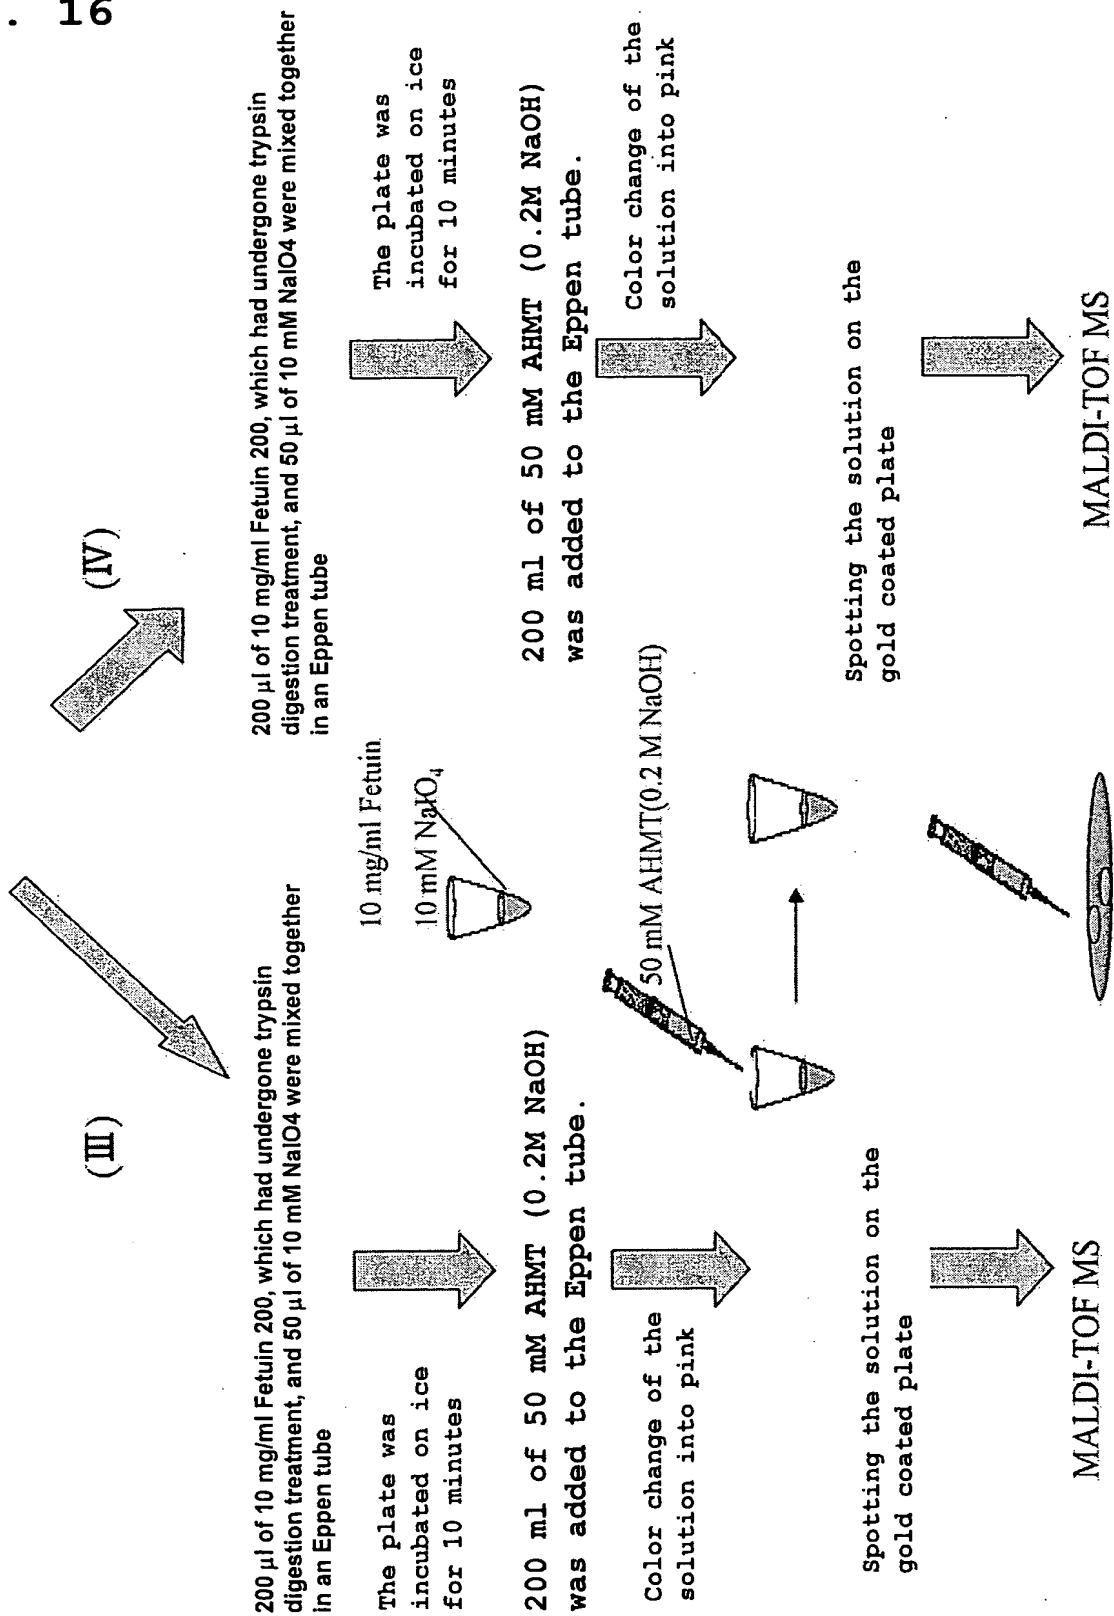 . 16
(III)
200 µl of 10 mg/ml Fetuin 200, which had undergone trypsin
digestion treatment, and 50 µl of 10 mM NaIO4 were mixed together
in an Eppen tube
The plate was
incubated on ice
for 10 minutes
200 ml of 50 mM AHMT (0.2M NaOH)
was added to the Eppen tube.
Color change of the
solution into pink
Spotting the solution on the
gold coated plate
MALDI-TOF MS
10 mg/ml Fetuin
10 mM NaIO₄
50 mM AHMT(0.2 M NaOH)
(IV)
200 µl of 10 mg/ml Fetuin 200, which had undergone trypsin
digestion treatment, and 50 µl of 10 mM NaIO4 were mixed together
in an Eppen tube
The plate was
incubated on ice
for 10 minutes
200 ml of 50 mM AHMT (0.2M NaOH)
was added to the Eppen tube.
Color change of the
solution into pink
Spotting the solution on the
gold coated plate
MALDI-TOF MS